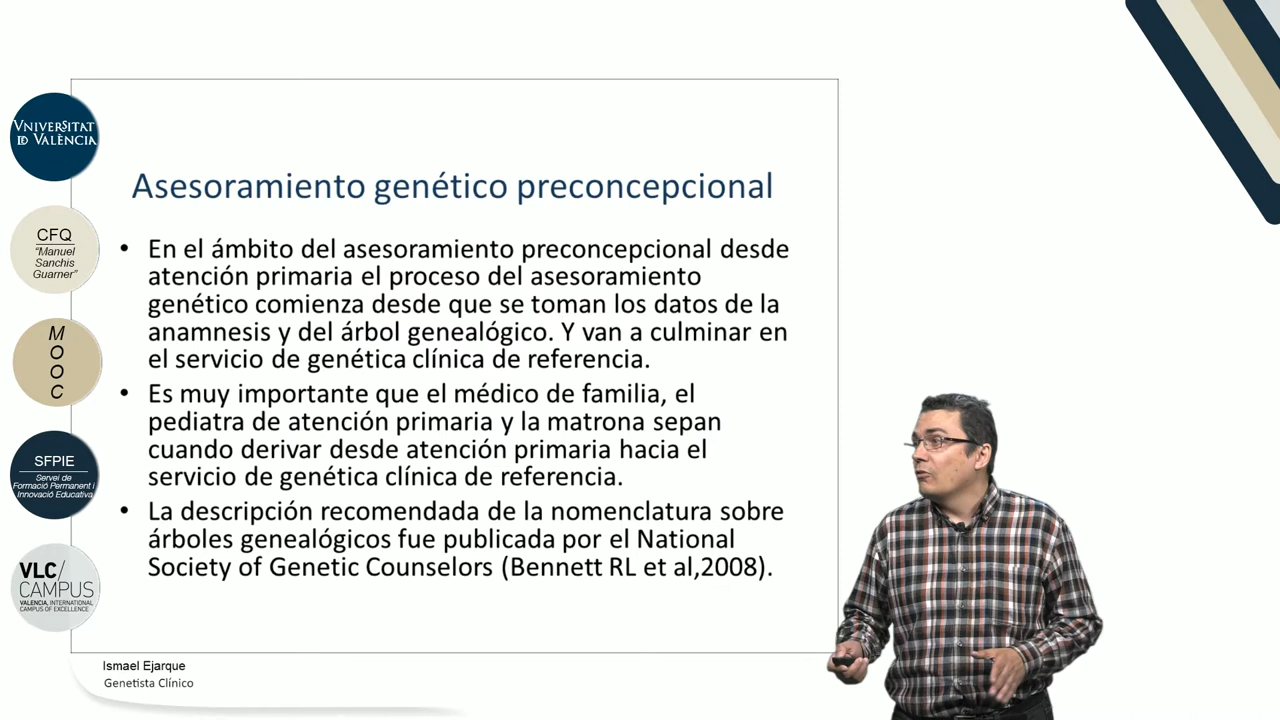 VNIVERSITAT
ID VALÈNCIA
CFQ
“Manuel
Sanchis
Guarner”
M
O
O
C
SFPIE
Servei de
Formació Permanent i
Innovació Educativa
VLC/
CAMPUS
VALENCIA, INTERNATIONAL
CAMPUS OF EXCELLENCE
Asesoramiento genético preconcepcional
• En el ámbito del asesoramiento preconcepcional desde
atención primaria el proceso del asesoramiento
genético comienza desde que se toman los datos de la
anamnesis y del árbol genealógico. Y van a culminar en
el servicio de genética clínica de referencia.
• Es muy importante que el médico de familia, el
pediatra de atención primaria y la matrona sepan
cuando derivar desde atención primaria hacia el
servicio de genética clínica de referencia.
• La descripción recomendada de la nomenclatura sobre
árboles genealógicos fue publicada por el National
Society of Genetic Counselors (Bennett RL et al,2008).
Ismael Ejarque
Genetista Clínico